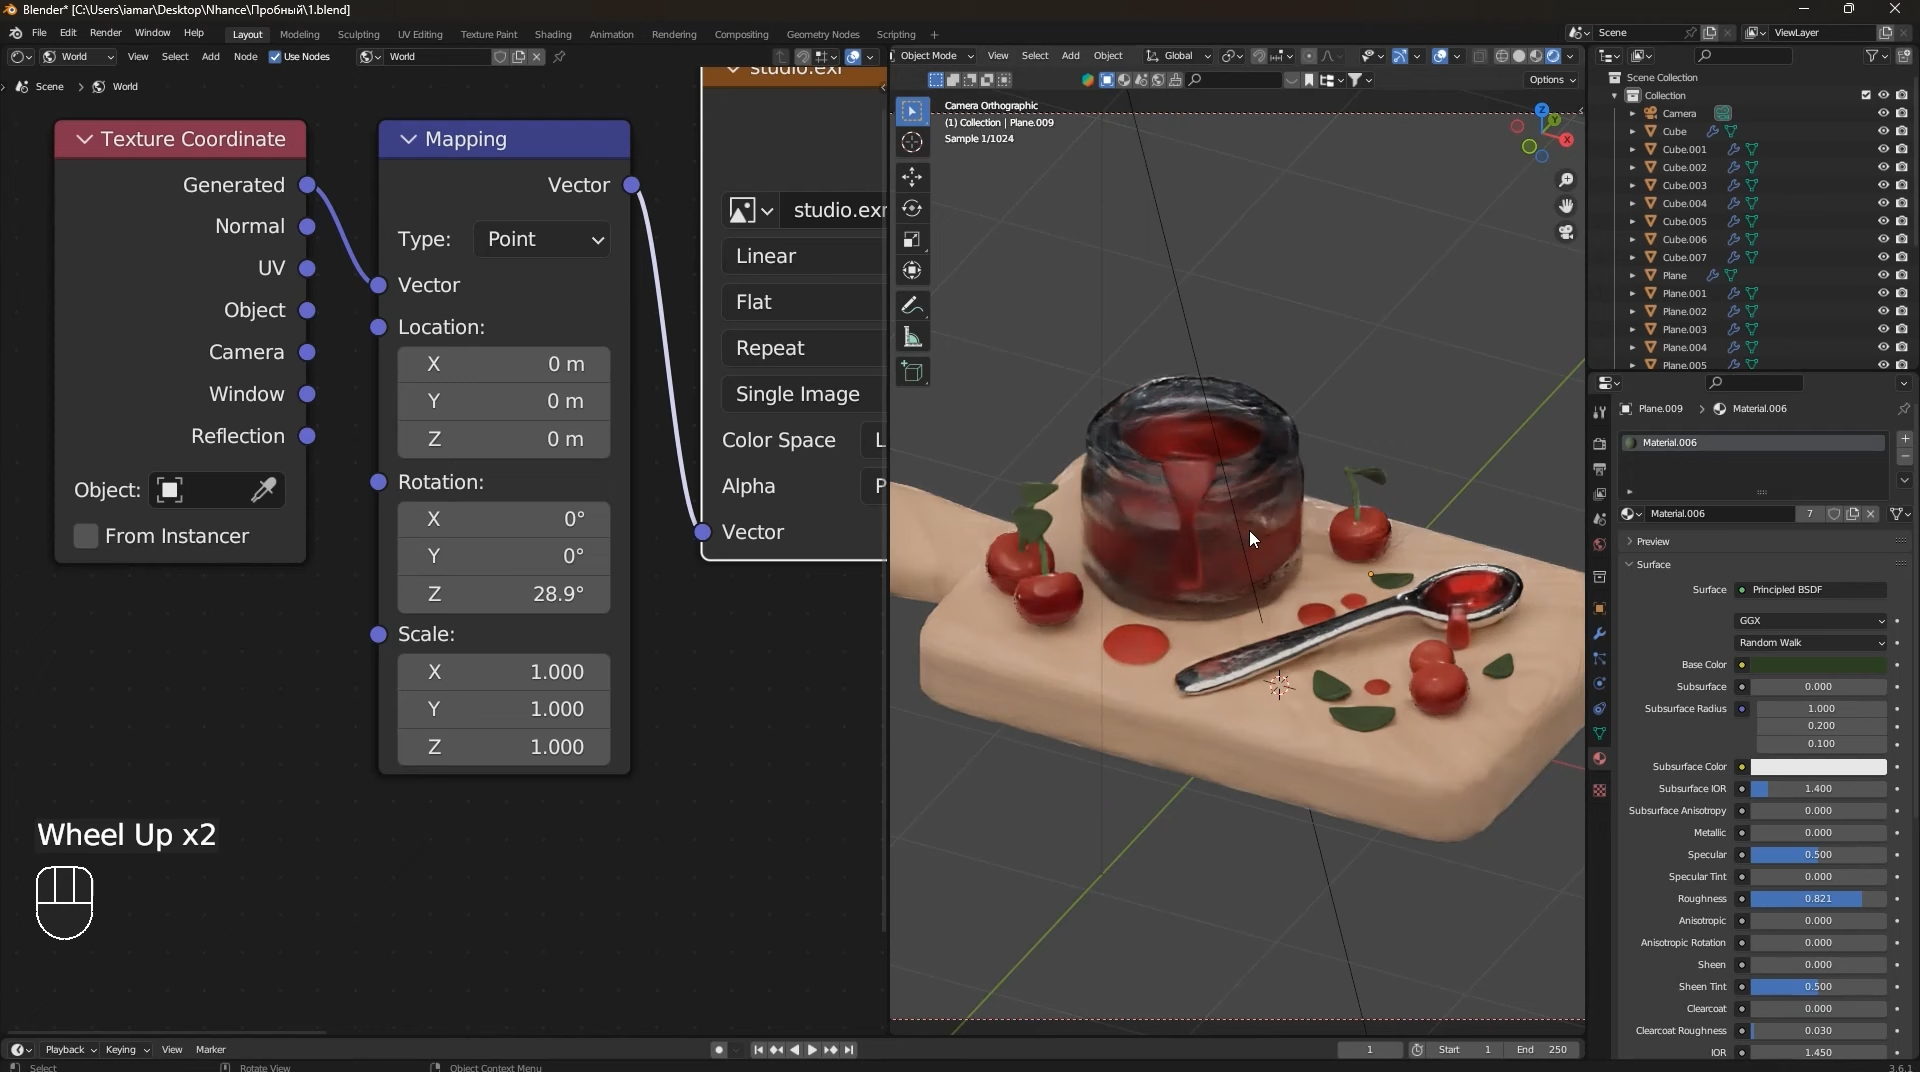 Blender* [C:\Users\iamar\Desktop\Nhance\Пробный\1.blend]
File Edit Render Window Help
Layout Modeling Sculpting UV Editing Texture Paint Shading Animation Rendering Compositing Geometry Nodes Scripting +
Scene
ViewLayer
World View Select Add Node Use Nodes World
Scene > World
Texture Coordinate
Generated
Normal
UV
Object
Camera
Window
Reflection
Object:
From Instancer
Mapping
Vector
Type: Point
Vector
Location:
X 0 m
Y 0 m
Z 0 m
Rotation:
X 0°
Y 0°
Z 28.9°
Scale:
X 1.000
Y 1.000
Z 1.000
studio.exr
studio.exr
Linear
Flat
Repeat
Single Image
Color Space L
Alpha P
Vector
Wheel Up x2
Object Mode View Select Add Object Global
Options
Camera Orthographic
(1) Collection | Plane.009
Sample 1/1024
Z
Y
X
Scene Collection
Collection
Camera
Cube
Cube.001
Cube.002
Cube.003
Cube.004
Cube.005
Cube.006
Cube.007
Plane
Plane.001
Plane.002
Plane.003
Plane.004
Plane.005
Plane.009 > Material.006
Material.006
Material.006 7
Preview
Surface
Surface Principled BSDF
GGX
Random Walk
Base Color
Subsurface 0.000
Subsurface Radius 1.000
0.200
0.100
Subsurface Color
Subsurface IOR 1.400
Subsurface Anisotropy 0.000
Metallic 0.000
Specular 0.500
Specular Tint 0.000
Roughness 0.821
Anisotropic 0.000
Anisotropic Rotation 0.000
Sheen 0.000
Sheen Tint 0.500
Clearcoat 0.000
Clearcoat Roughness 0.030
IOR 1.450
Playback Keying View Marker
1 Start 1 End 250
Select Rotate View Object Context Menu
3.6.1